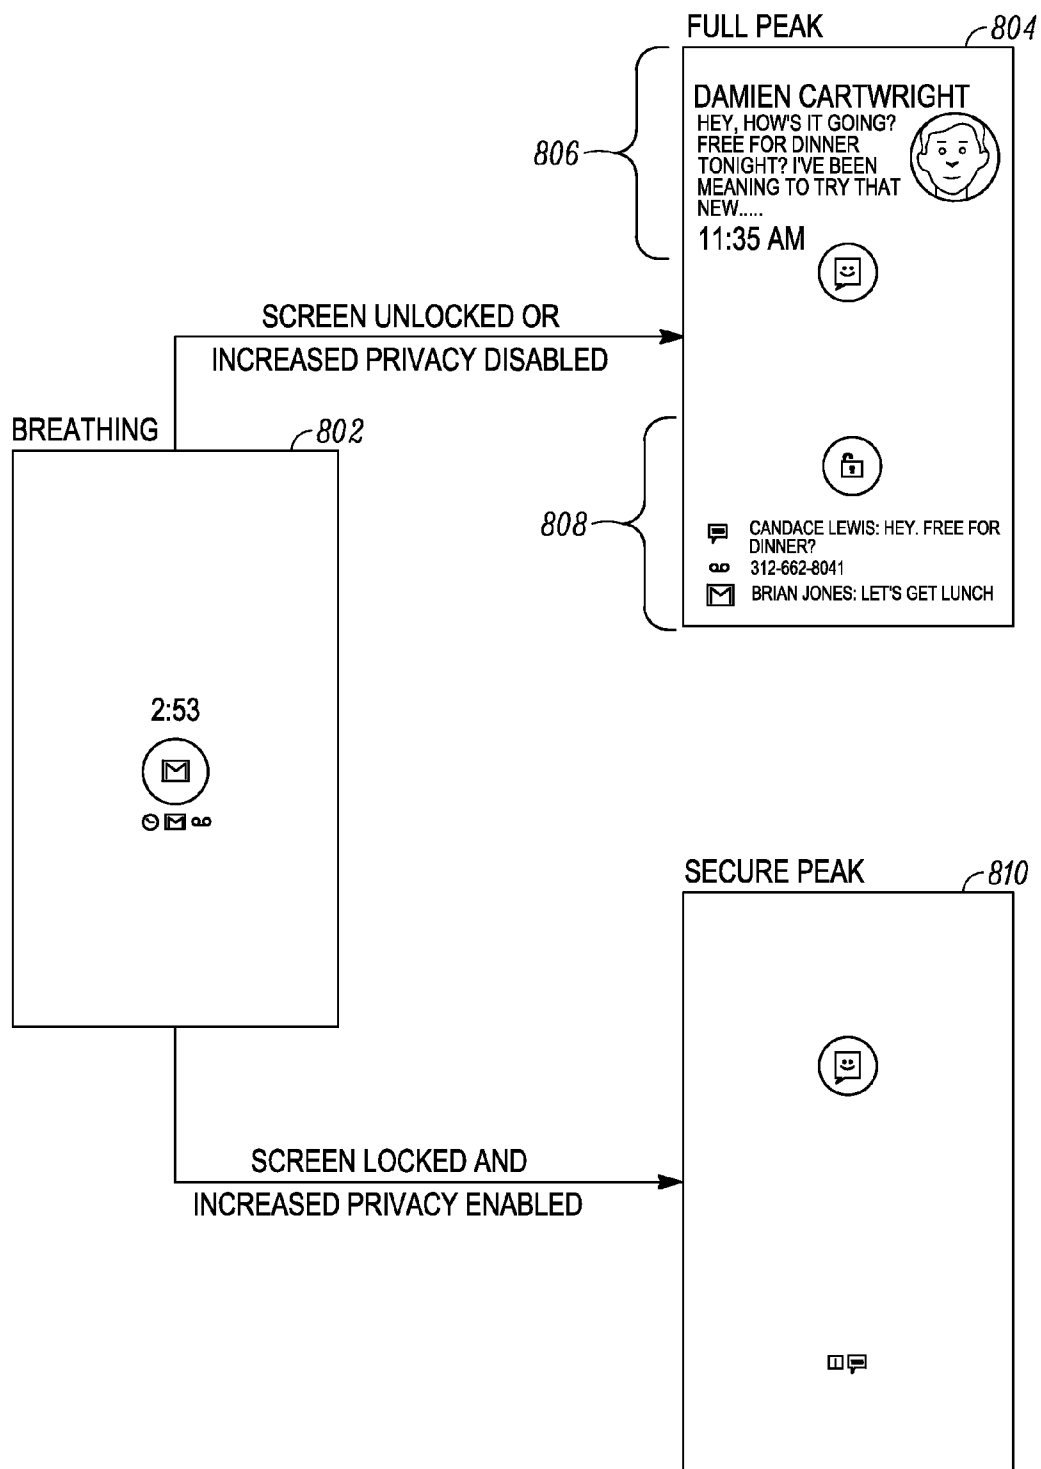 FULL PEAK
804
DAMIEN CARTWRIGHT
HEY, HOW'S IT GOING?
FREE FOR DINNER
TONIGHT? I'VE BEEN
MEANING TO TRY THAT
NEW.....
11:35 AM
806
SCREEN UNLOCKED OR
INCREASED PRIVACY DISABLED
BREATHING
802
808
CANDACE LEWIS: HEY. FREE FOR
DINNER?
312-662-8041
BRIAN JONES: LET'S GET LUNCH
2:53
SECURE PEAK
810
SCREEN LOCKED AND
INCREASED PRIVACY ENABLED